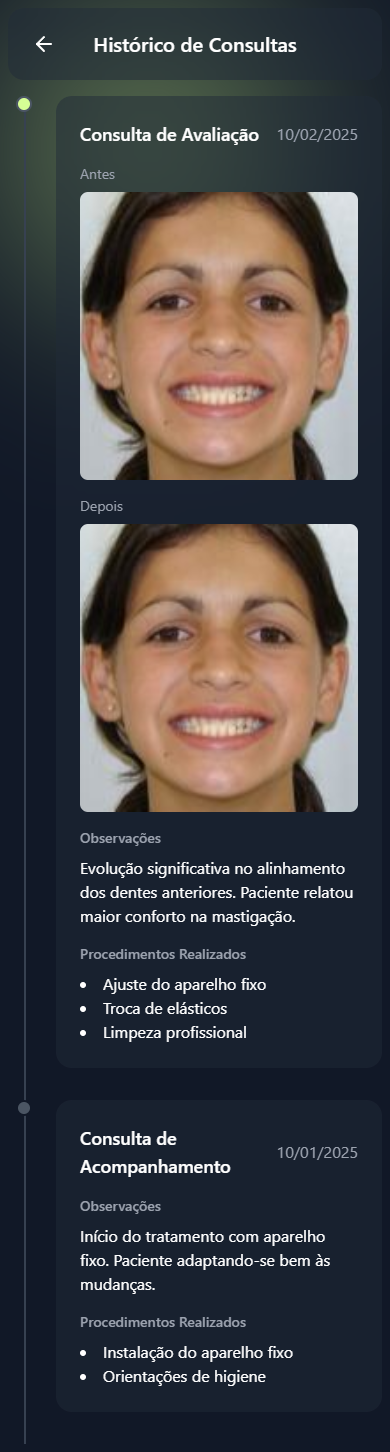 Histórico de Consultas
Consulta de Avaliação 10/02/2025
Antes
Depois
Observações
Evolução significativa no alinhamento
dos dentes anteriores. Paciente relatou
maior conforto na mastigação.
Procedimentos Realizados
• Ajuste do aparelho fixo
• Troca de elásticos
• Limpeza profissional
Consulta de
Acompanhamento
10/01/2025
Observações
Início do tratamento com aparelho
fixo. Paciente adaptando-se bem às
mudanças.
Procedimentos Realizados
• Instalação do aparelho fixo
• Orientações de higiene